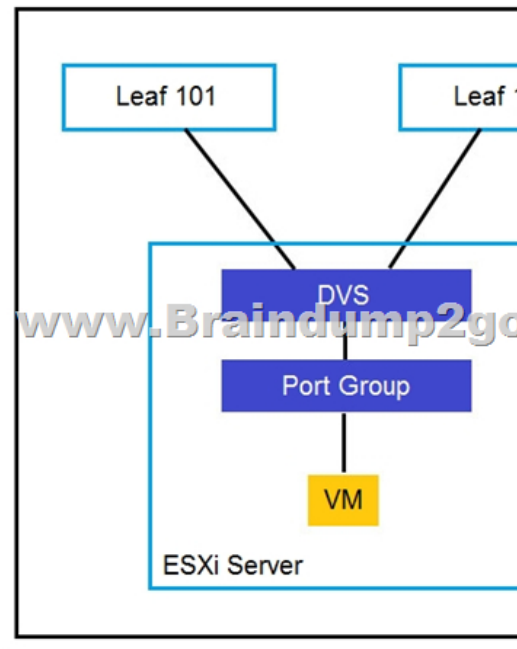 Leaf 101
Leaf 1
DVS
www.Braindump2go
Port Group
VM
ESXi Server